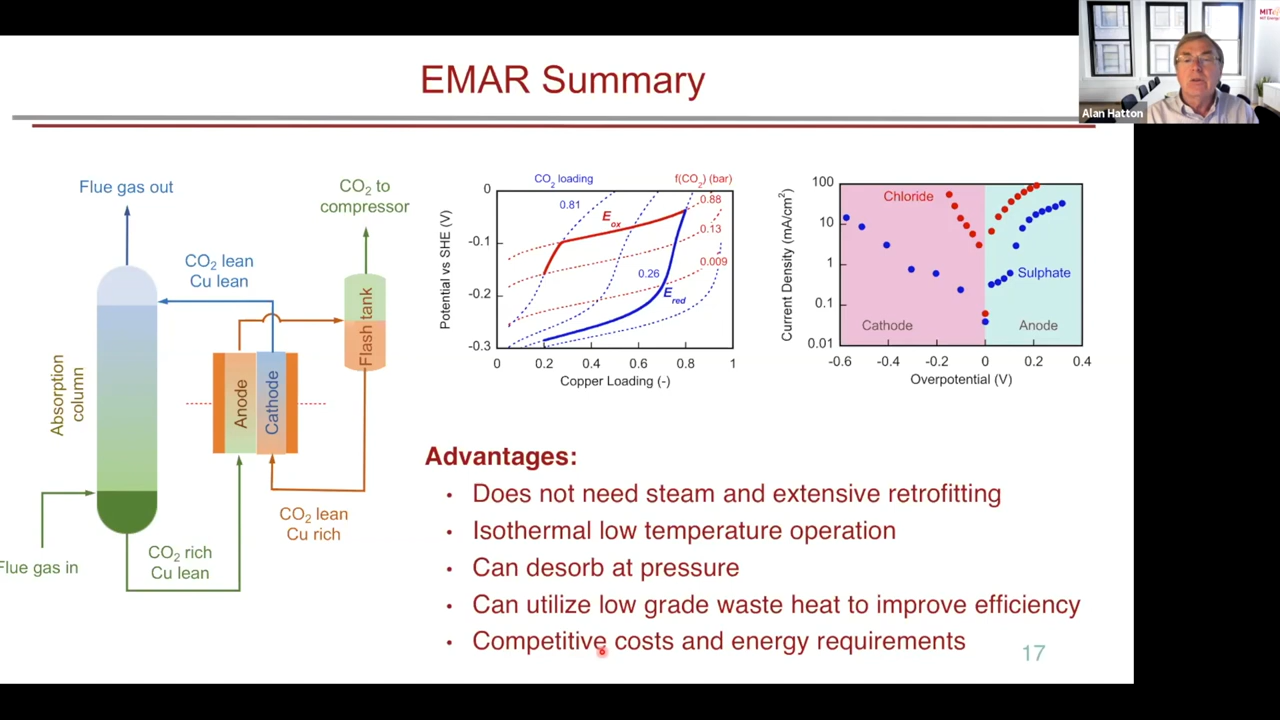 MITei
MIT Energy
Alan Hatton
EMAR Summary
Flue gas out
CO2 to
compressor
CO2 lean
Cu lean
Flash tank
Absorption
column
Anode
Cathode
CO2 lean
Cu rich
CO2 rich
Cu lean
Flue gas in
CO2 loading
f(CO2) (bar)
0
-0.1
-0.2
-0.3
Potential vs SHE (V)
0.81
Eox
0.88
0.13
0.26
0.009
Ered
0
0.2
0.4
0.6
0.8
1
Copper Loading (-)
100
10
1
0.1
0.01
Current Density (mA/cm2)
Chloride
Sulphate
Cathode
Anode
-0.6
-0.4
-0.2
0
0.2
0.4
Overpotential (V)
Advantages:
• Does not need steam and extensive retrofitting
• Isothermal low temperature operation
• Can desorb at pressure
• Can utilize low grade waste heat to improve efficiency
• Competitive costs and energy requirements
17